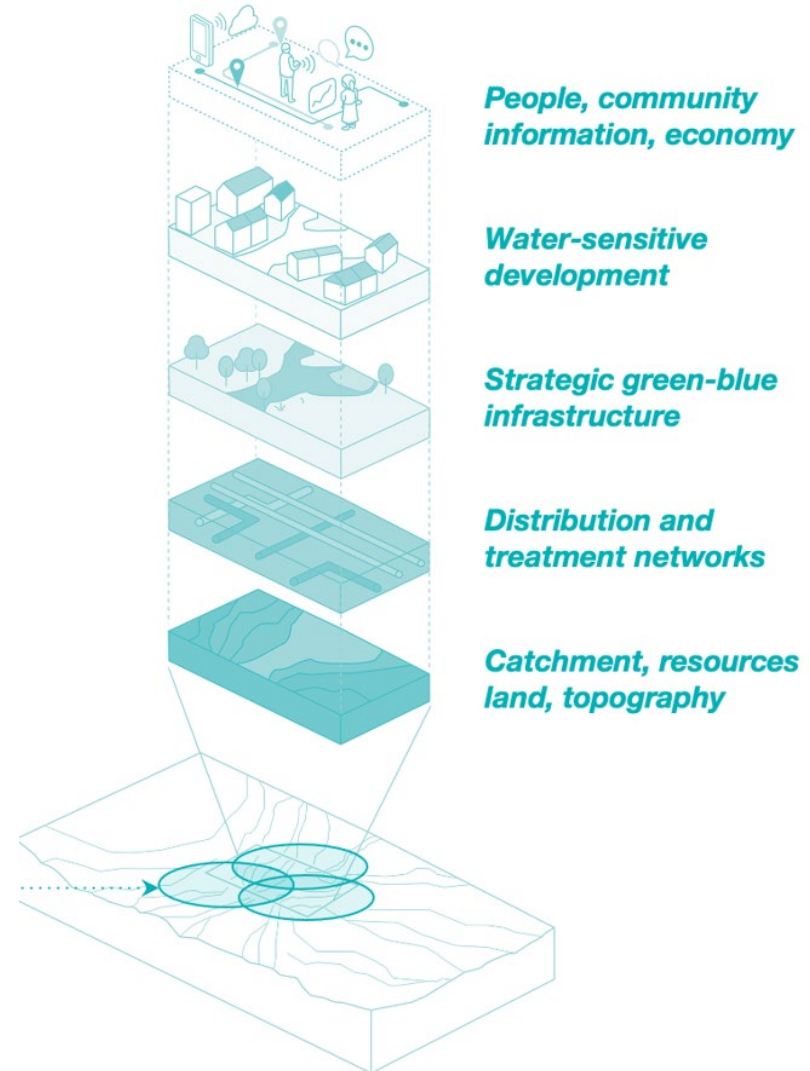 People, community
information, economy
Water-sensitive
development
Strategic green-blue
infrastructure
Distribution and
treatment networks
Catchment, resources
land, topography